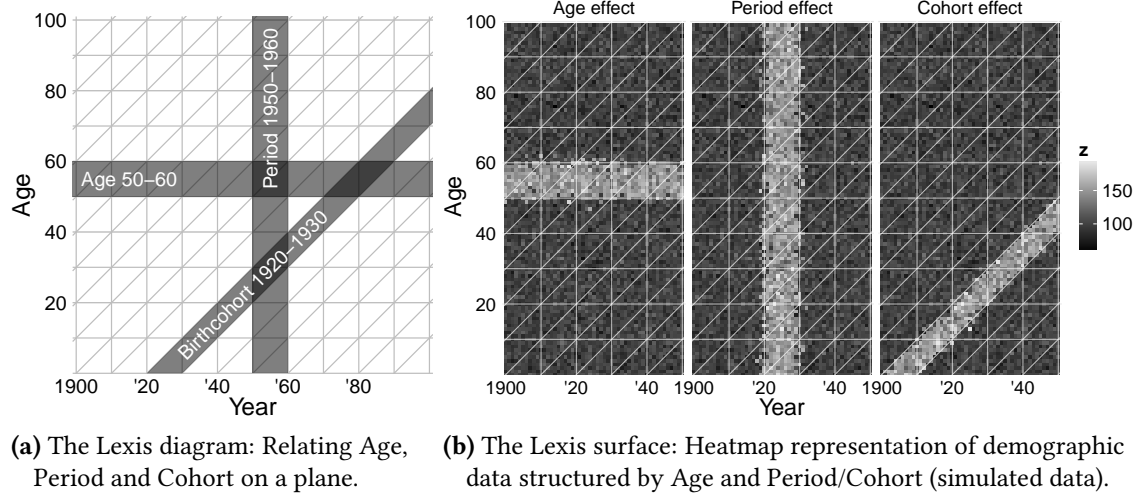 100
80
60
40
20
Age
Age 50–60
Period 1950–1960
Birthcohort 1920–1930
1900 '20 '40 '60 '80
Year
Age effect Period effect Cohort effect
100
80
60
40
20
Age
1900 '20 '40 1900 '20 '40 1900 '20 '40
Year
z
150
100
(a) The Lexis diagram: Relating Age,
Period and Cohort on a plane.
(b) The Lexis surface: Heatmap representation of demographic
data structured by Age and Period/Cohort (simulated data).